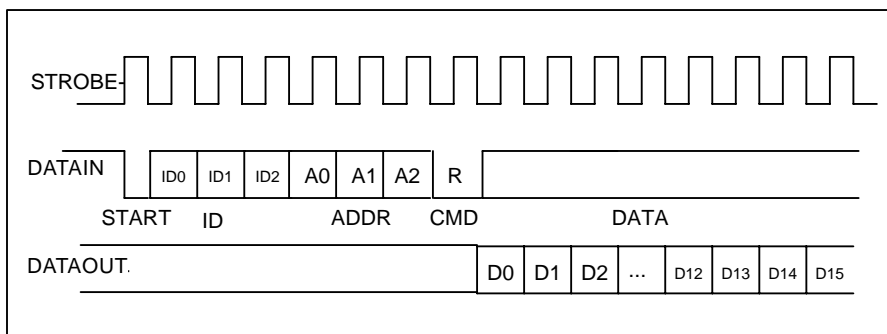 STROBE
DATAIN ID0 ID1 ID2 A0 A1 A2 R
START ID ADDR CMD DATA
DATAOUT. D0 D1 D2 ... D12 D13 D14 D15